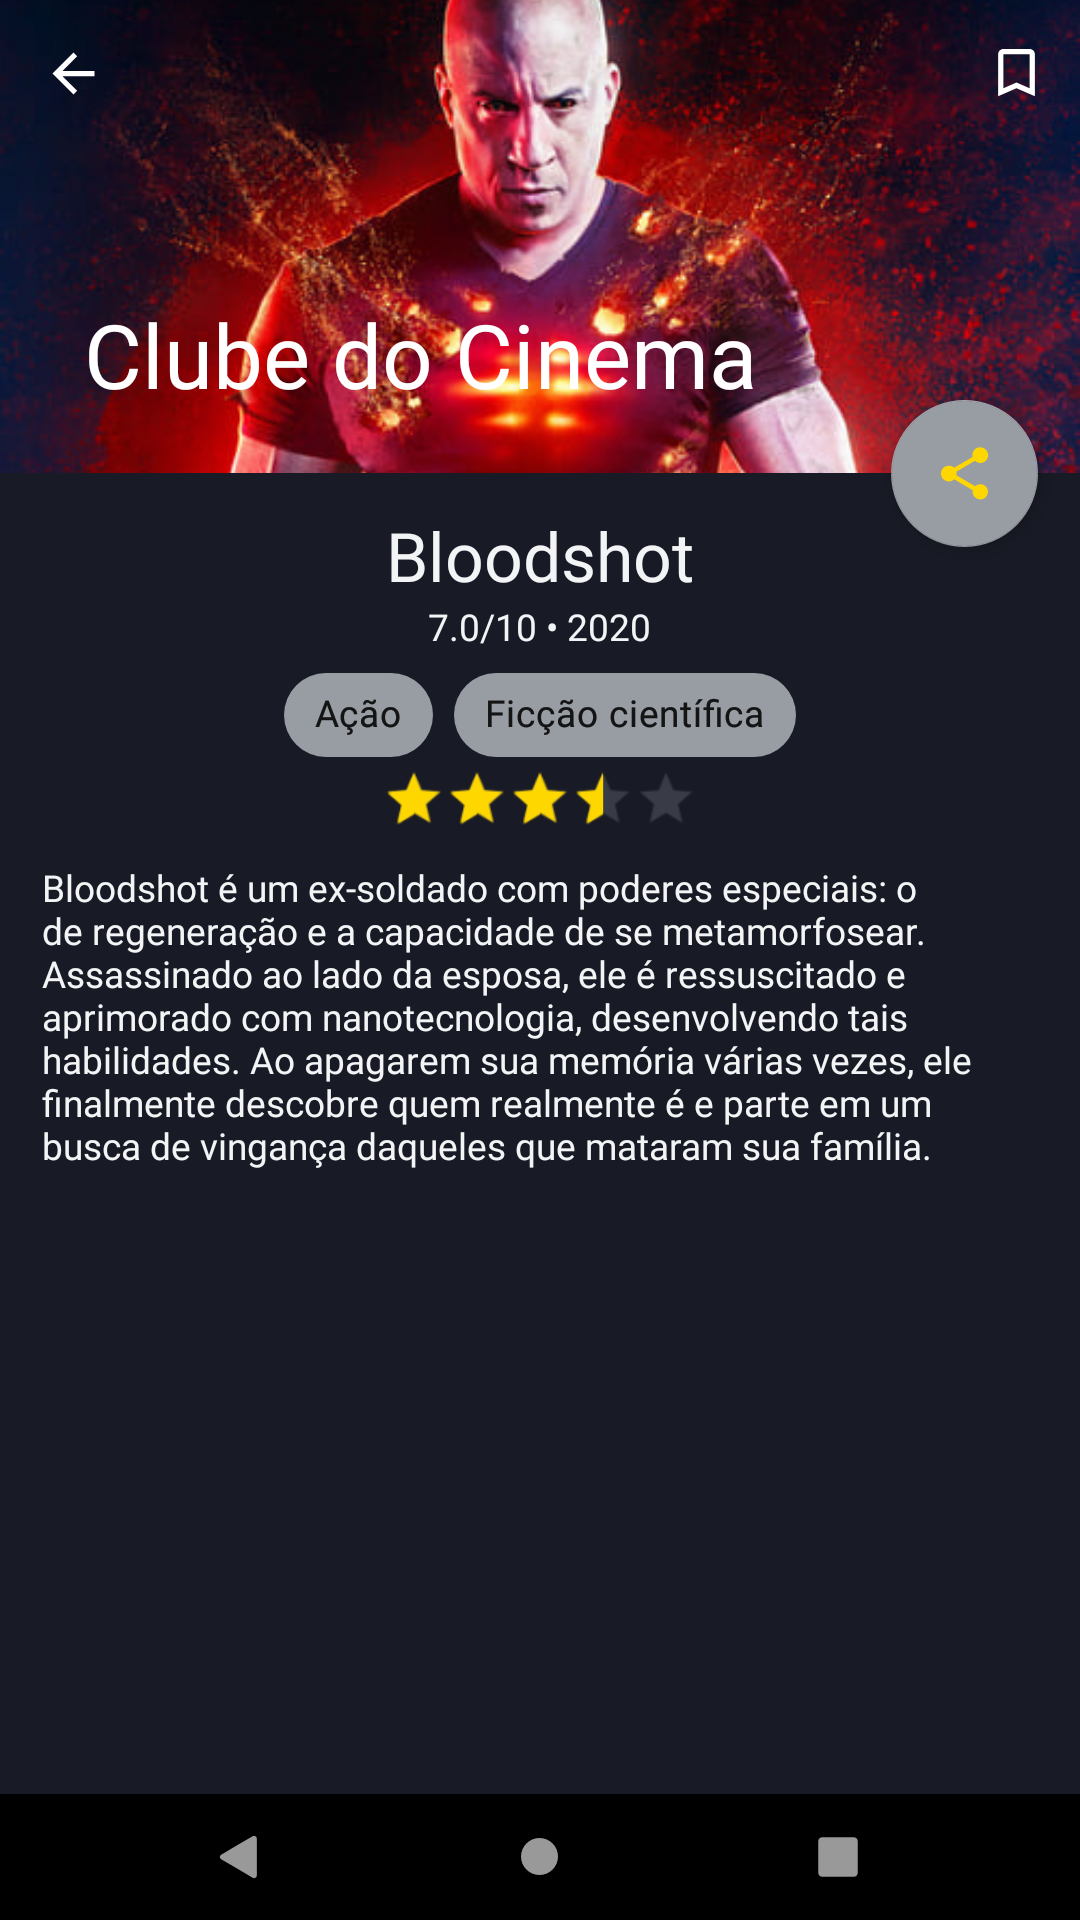 Clube do Cinema
Bloodshot
7.0/10 • 2020
Ação
Ficção científica
Bloodshot é um ex-soldado com poderes especiais: o
de regeneração e a capacidade de se metamorfosear.
Assassinado ao lado da esposa, ele é ressuscitado e
aprimorado com nanotecnologia, desenvolvendo tais
habilidades. Ao apagarem sua memória várias vezes, ele
finalmente descobre quem realmente é e parte em um
busca de vingança daqueles que mataram sua família.